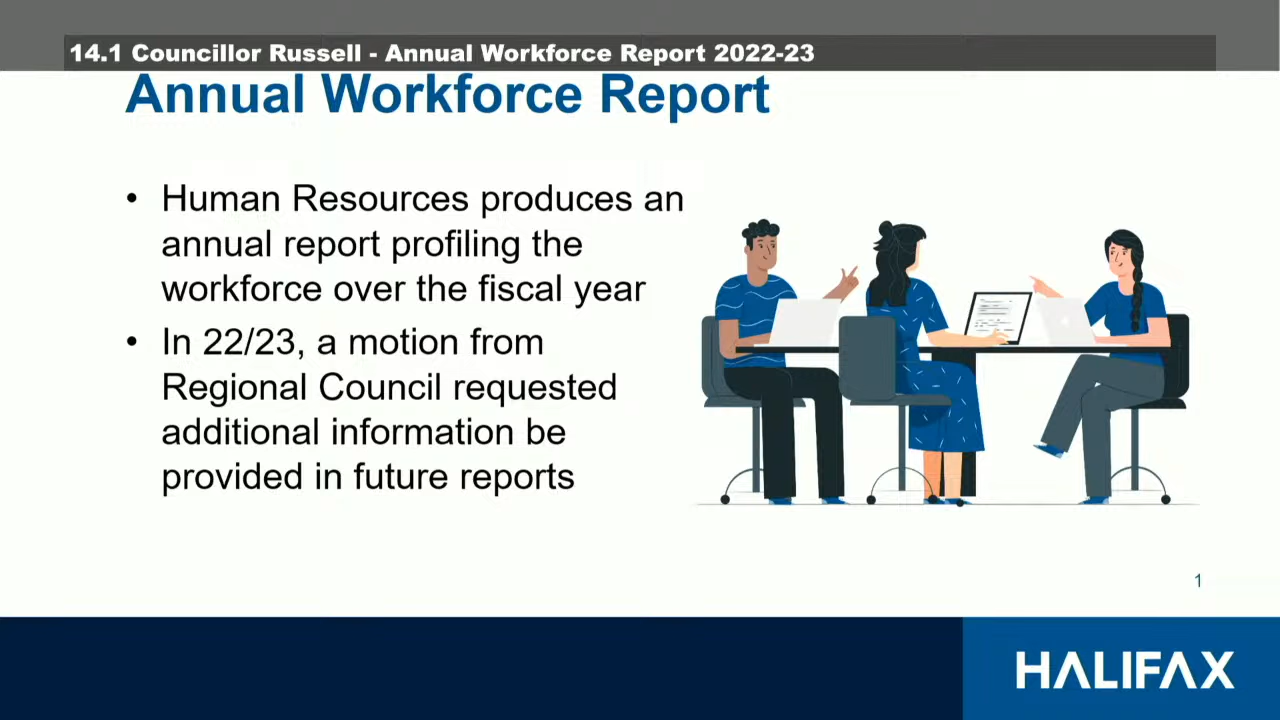 14.1 Councillor Russell - Annual Workforce Report 2022-23
Annual Workforce Report
• Human Resources produces an
annual report profiling the
workforce over the fiscal year
• In 22/23, a motion from
Regional Council requested
additional information be
provided in future reports
1
HALIFAX